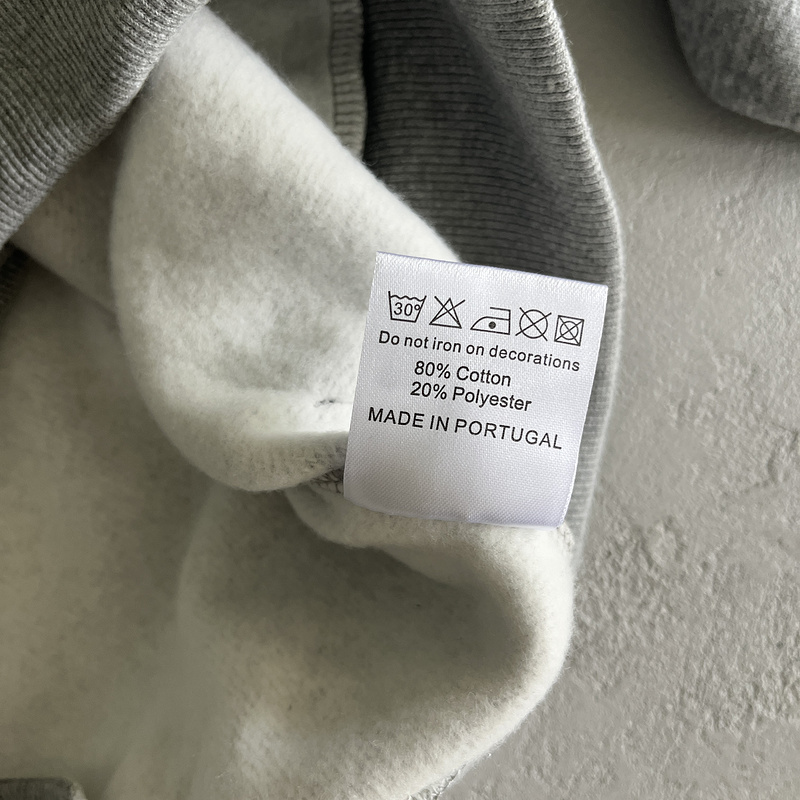 30°
Do not iron on decorations
80% Cotton
20% Polyester
MADE IN PORTUGAL